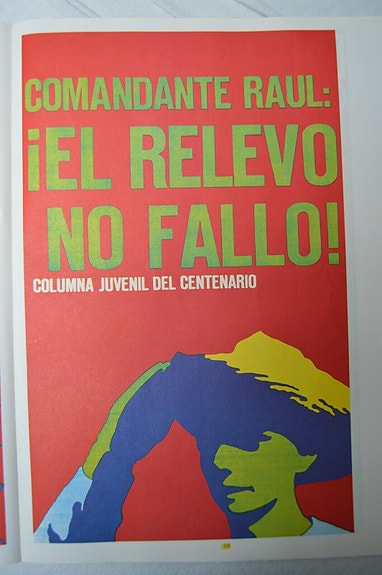 COMANDANTE RAUL:
¡EL RELEVO
NO FALLO!
COLUMNA JUVENIL DEL CENTENARIO